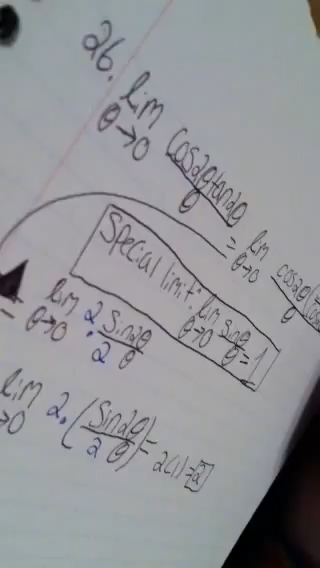 26. lim θ→0 cos2θtan2θ/θ
= lim θ→0 cos2θ(
Special limit: lim θ→0 sinθ/θ = 1
= lim θ→0 2/2 · sin2θ/θ
lim →0 2·(sin2θ/2θ) = 2(1) = 2